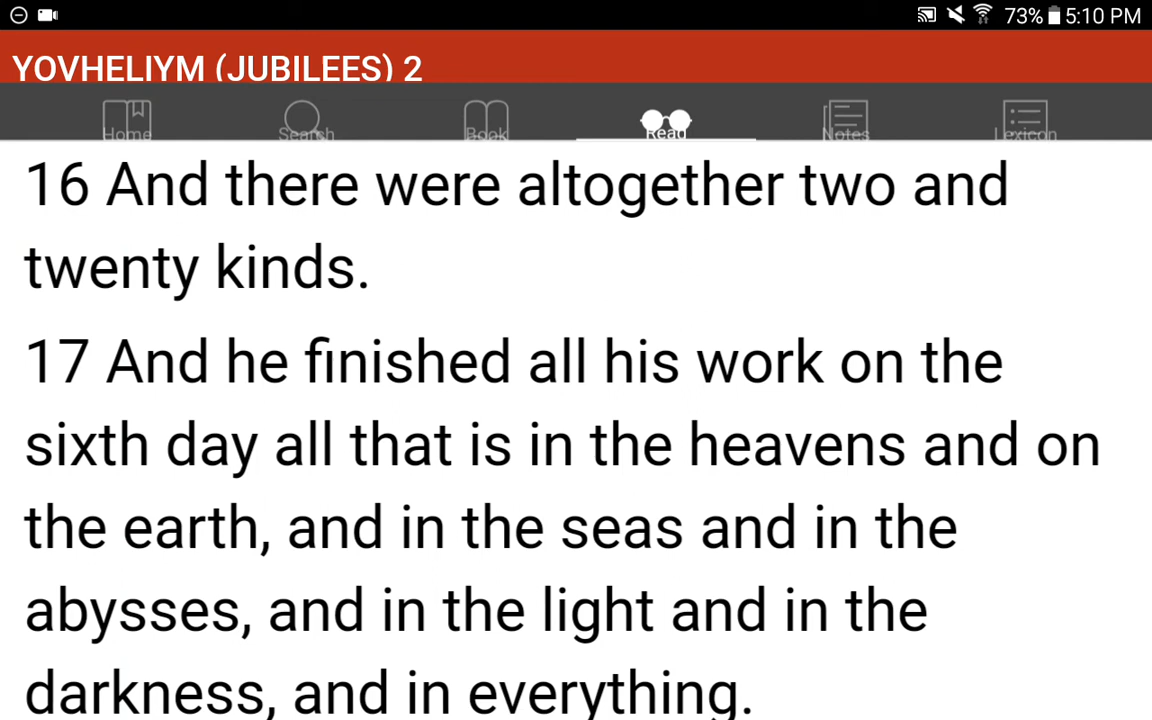 73% 5:10 PM
YOVHELIYM (JUBILEES) 2
Home Search Book Read Notes Lexicon
16 And there were altogether two and
twenty kinds.
17 And he finished all his work on the
sixth day all that is in the heavens and on
the earth, and in the seas and in the
abysses, and in the light and in the
darkness, and in everything.